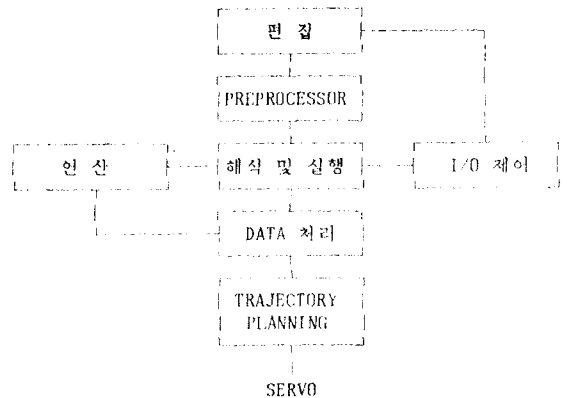 편 집
PREPROCESSOR
연 산
해석 및 실행
I/O 제어
DATA 처리
TRAJECTORY
PLANNING
SERVO